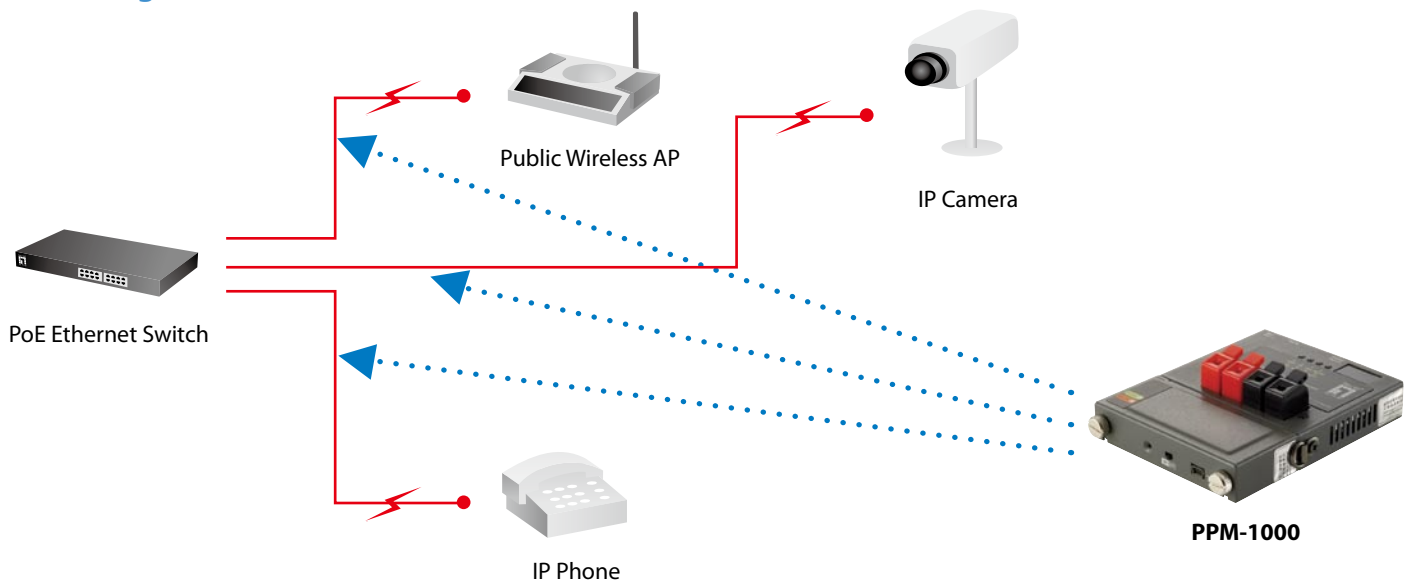 Public Wireless AP
IP Camera
PoE Ethernet Switch
PPM-1000
IP Phone